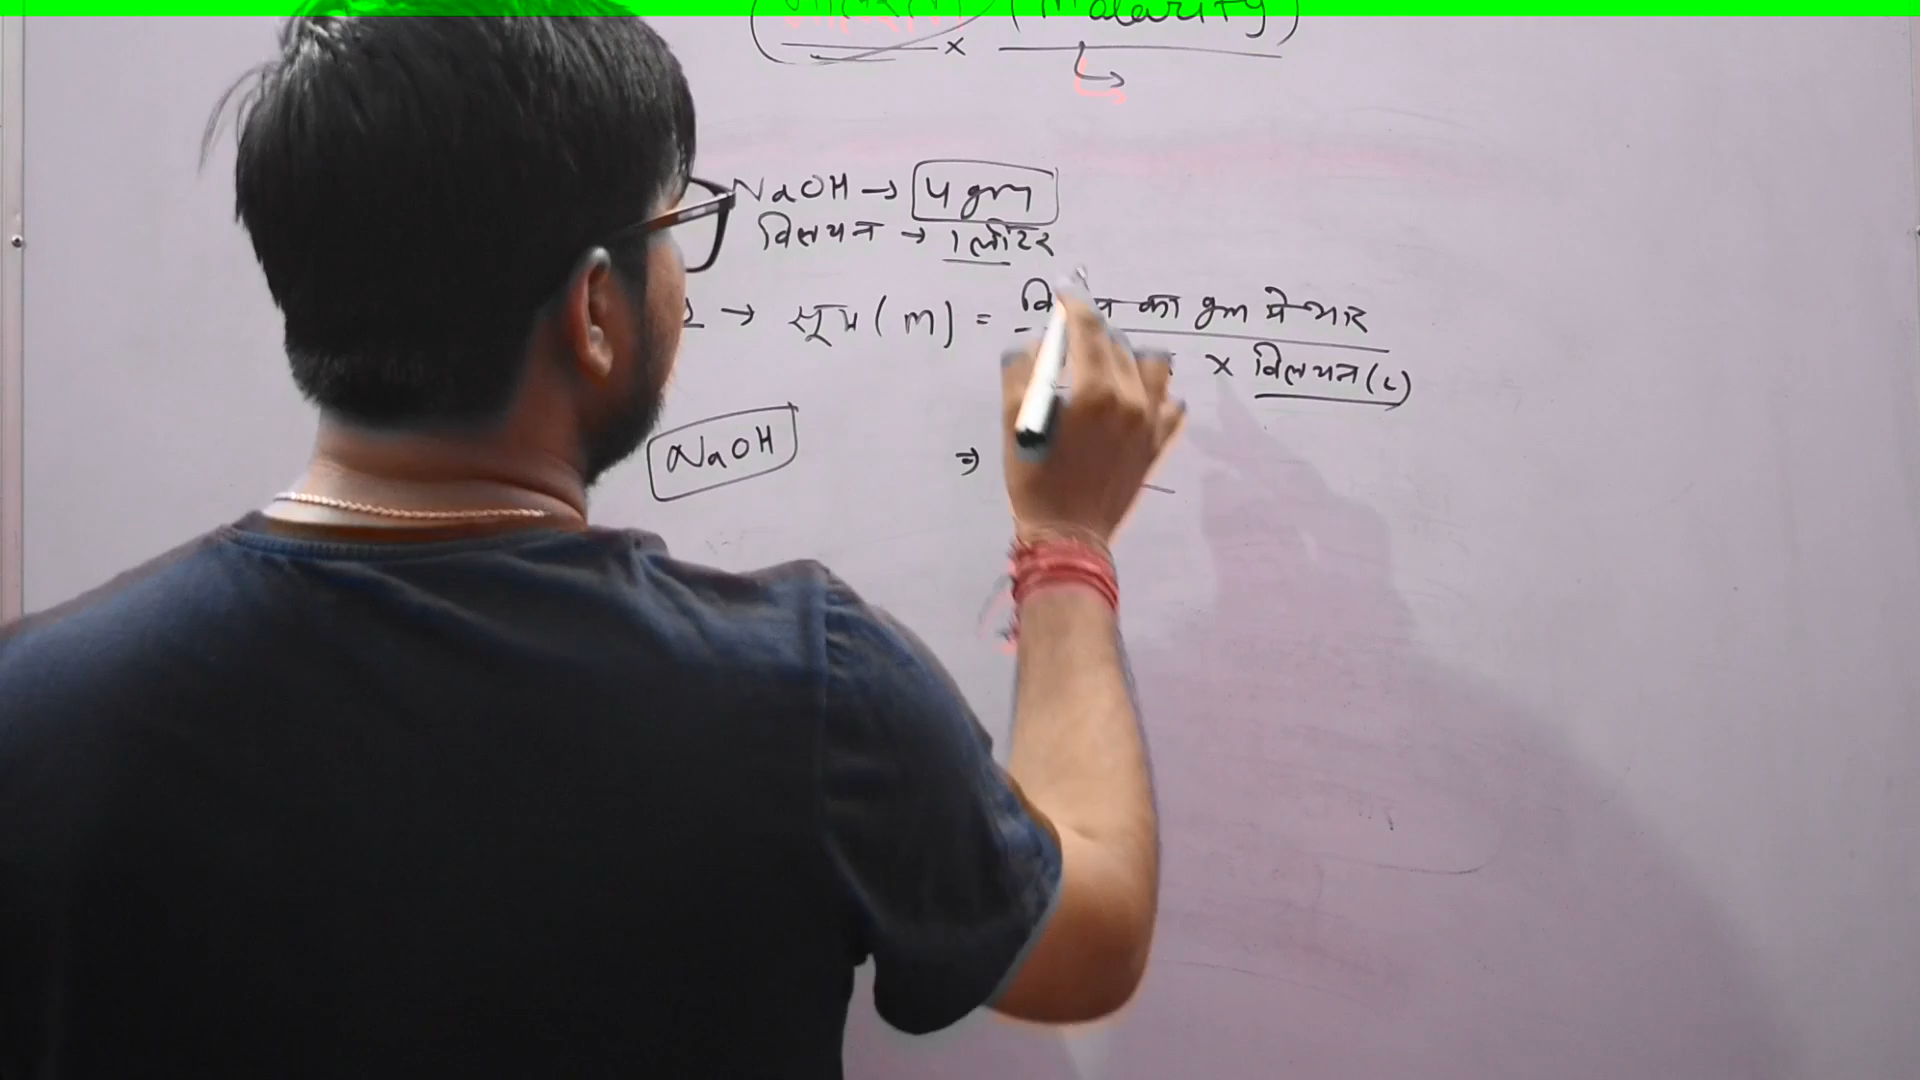 (Molarity)
×
NaOH → 4 gm
विलयन → 1 लीटर
→ सूत्र (m) = का gm में भार
× विलयन (L)
NaOH ⇒